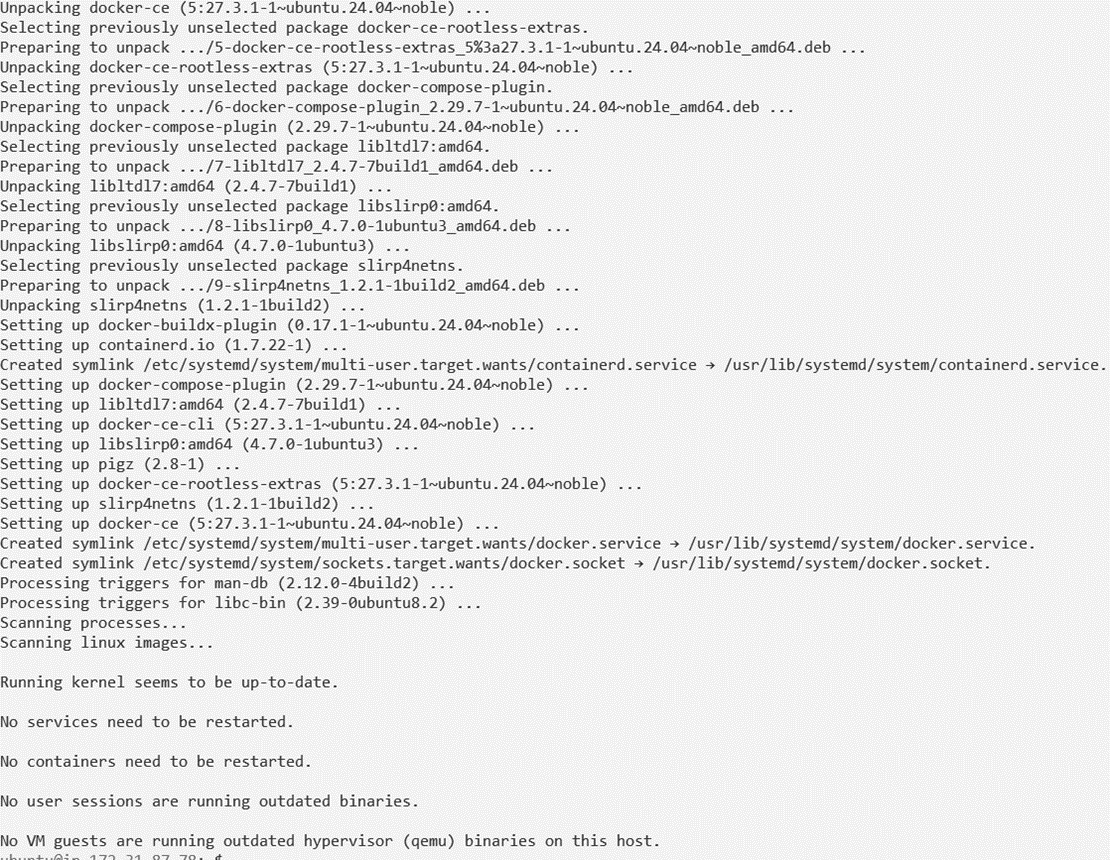 Unpacking docker-ce (5:27.3.1-1~ubuntu.24.04~noble) ...
Selecting previously unselected package docker-ce-rootless-extras.
Preparing to unpack .../5-docker-ce-rootless-extras_5%3a27.3.1-1~ubuntu.24.04~noble_amd64.deb ...
Unpacking docker-ce-rootless-extras (5:27.3.1-1~ubuntu.24.04~noble) ...
Selecting previously unselected package docker-compose-plugin.
Preparing to unpack .../6-docker-compose-plugin_2.29.7-1~ubuntu.24.04~noble_amd64.deb ...
Unpacking docker-compose-plugin (2.29.7-1~ubuntu.24.04~noble) ...
Selecting previously unselected package libltdl7:amd64.
Preparing to unpack .../7-libltdl7_2.4.7-7build1_amd64.deb ...
Unpacking libltdl7:amd64 (2.4.7-7build1) ...
Selecting previously unselected package libslirp0:amd64.
Preparing to unpack .../8-libslirp0_4.7.0-1ubuntu3_amd64.deb ...
Unpacking libslirp0:amd64 (4.7.0-1ubuntu3) ...
Selecting previously unselected package slirp4netns.
Preparing to unpack .../9-slirp4netns_1.2.1-1build2_amd64.deb ...
Unpacking slirp4netns (1.2.1-1build2) ...
Setting up docker-buildx-plugin (0.17.1-1~ubuntu.24.04~noble) ...
Setting up containerd.io (1.7.22-1) ...
Created symlink /etc/systemd/system/multi-user.target.wants/containerd.service → /usr/lib/systemd/system/containerd.service.
Setting up docker-compose-plugin (2.29.7-1~ubuntu.24.04~noble) ...
Setting up libltdl7:amd64 (2.4.7-7build1) ...
Setting up docker-ce-cli (5:27.3.1-1~ubuntu.24.04~noble) ...
Setting up libslirp0:amd64 (4.7.0-1ubuntu3) ...
Setting up pigz (2.8-1) ...
Setting up docker-ce-rootless-extras (5:27.3.1-1~ubuntu.24.04~noble) ...
Setting up slirp4netns (1.2.1-1build2) ...
Setting up docker-ce (5:27.3.1-1~ubuntu.24.04~noble) ...
Created symlink /etc/systemd/system/multi-user.target.wants/docker.service → /usr/lib/systemd/system/docker.service.
Created symlink /etc/systemd/system/sockets.target.wants/docker.socket → /usr/lib/systemd/system/docker.socket.
Processing triggers for man-db (2.12.0-4build2) ...
Processing triggers for libc-bin (2.39-0ubuntu8.2) ...
Scanning processes...
Scanning linux images...
Running kernel seems to be up-to-date.
No services need to be restarted.
No containers need to be restarted.
No user sessions are running outdated binaries.
No VM guests are running outdated hypervisor (qemu) binaries on this host.